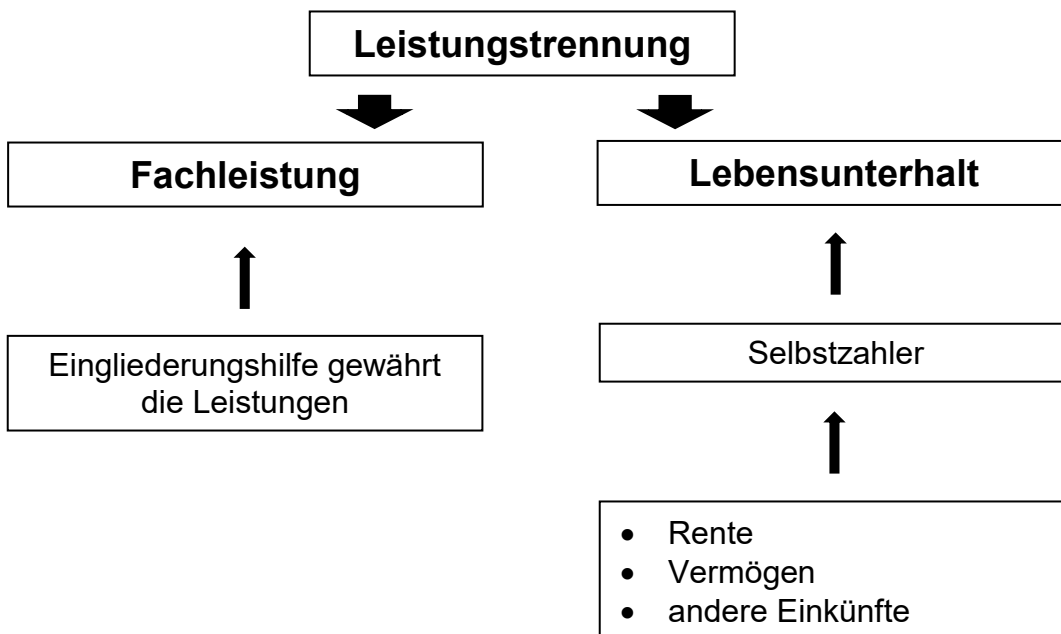 Leistungstrennung
Fachleistung
Lebensunterhalt
Eingliederungshilfe gewährt
die Leistungen
Selbstzahler
• Rente
• Vermögen
• andere Einkünfte